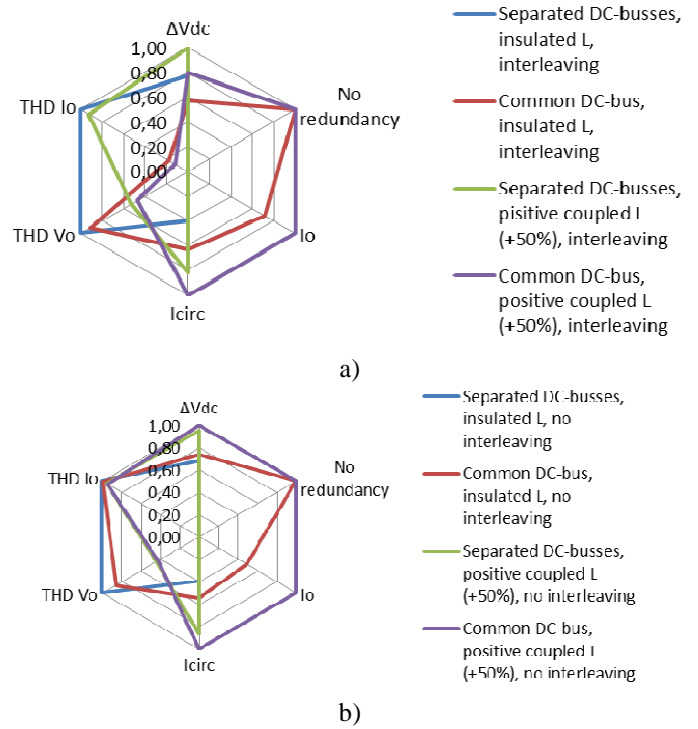 ΔVdc
1,00
0,80
0,60
0,40
0,20
0,00
No
redundancy
Io
Icirc
THD Vo
THD Io
Separated DC-busses,
insulated L,
interleaving
Common DC-bus,
insulated L,
interleaving
Separated DC-busses,
pisitive coupled L
(+50%), interleaving
Common DC-bus,
positive coupled L
(+50%), interleaving
a)
ΔVdc
1,00
0,80
0,60
0,40
0,20
0,00
No
redundancy
Io
Icirc
THD Vo
THD Io
Separated DC-busses,
insulated L, no
interleaving
Common DC-bus,
insulated L, no
interleaving
Separated DC-busses,
positive coupled L
(+50%), no interleaving
Common DC bus,
positive coupled L
(+50%), no interleaving
b)